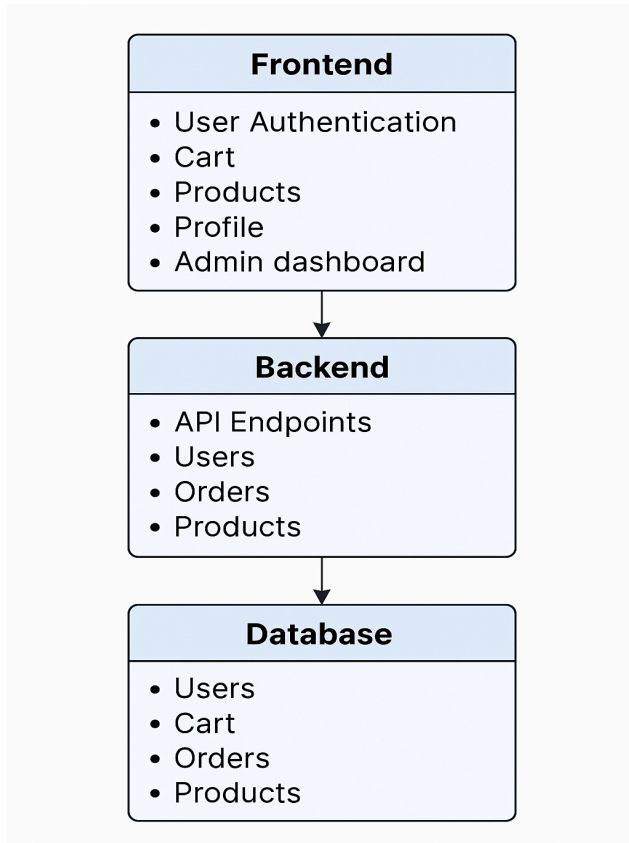 Frontend
• User Authentication
• Cart
• Products
• Profile
• Admin dashboard
Backend
• API Endpoints
• Users
• Orders
• Products
Database
• Users
• Cart
• Orders
• Products